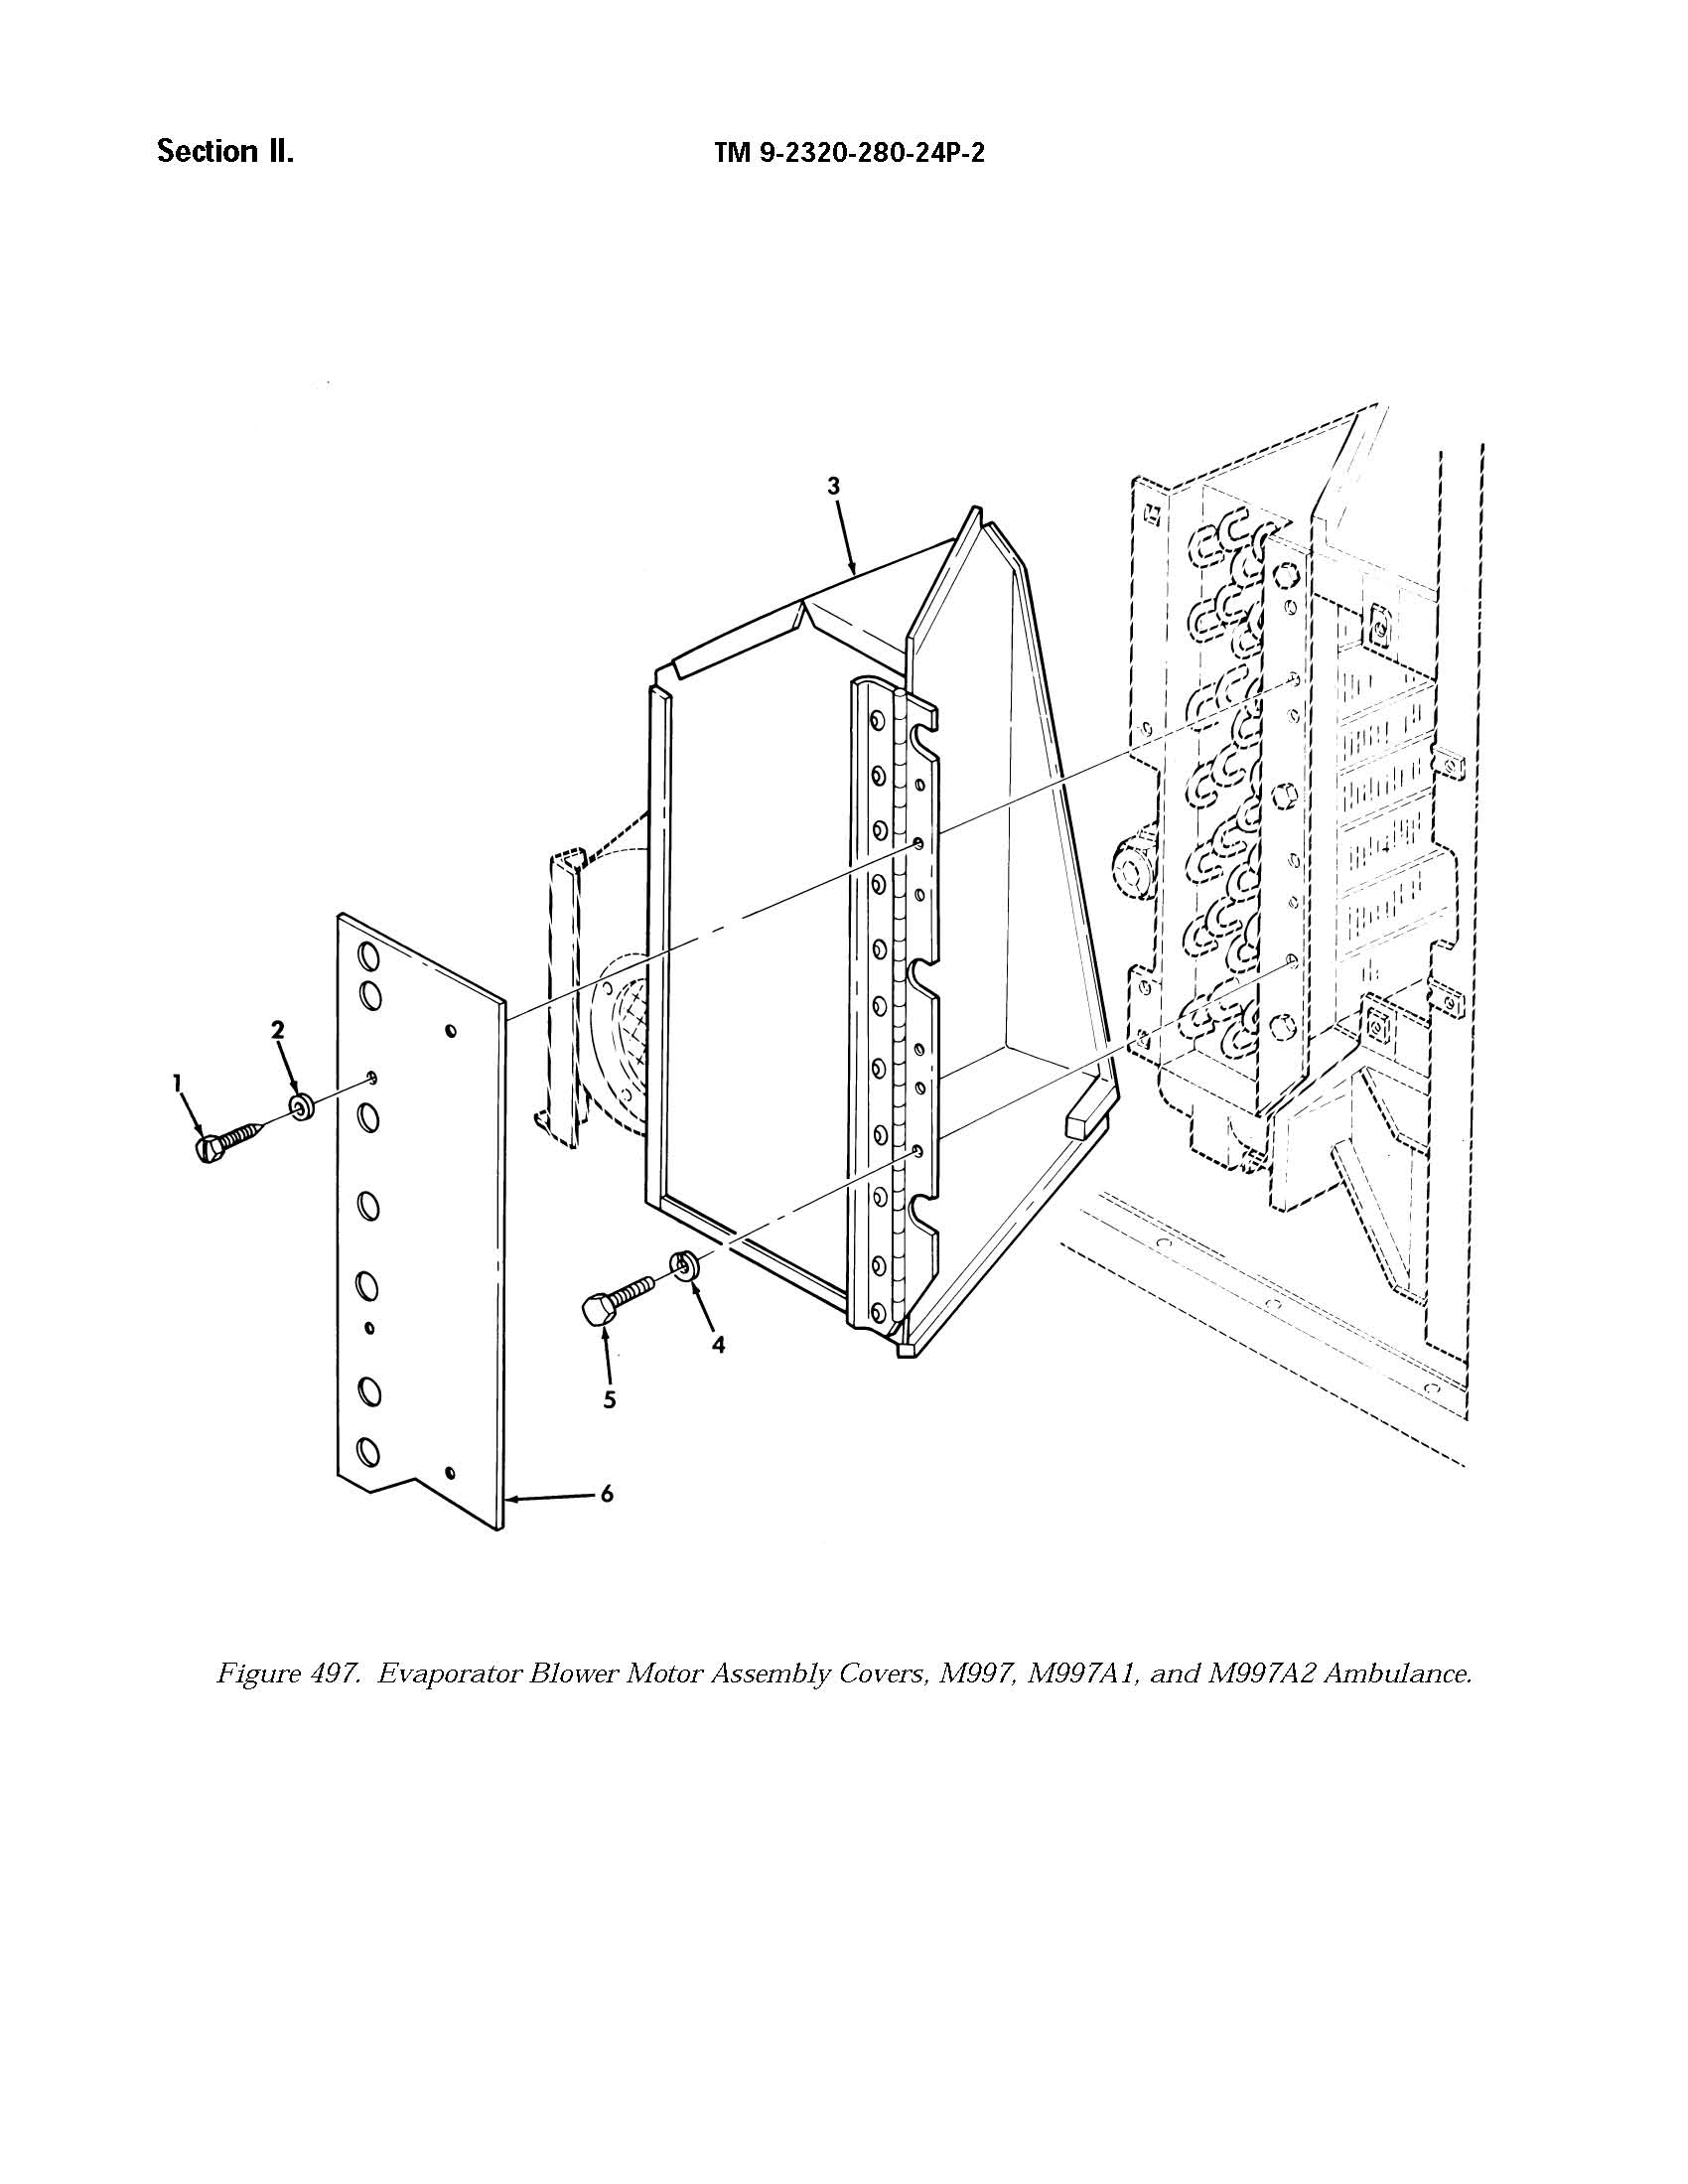 Section II.
TM 9-2320-280-24P-2
3
2
1
4
5
6
Figure 497. Evaporator Blower Motor Assembly Covers, M997, M997A1, and M997A2 Ambulance.